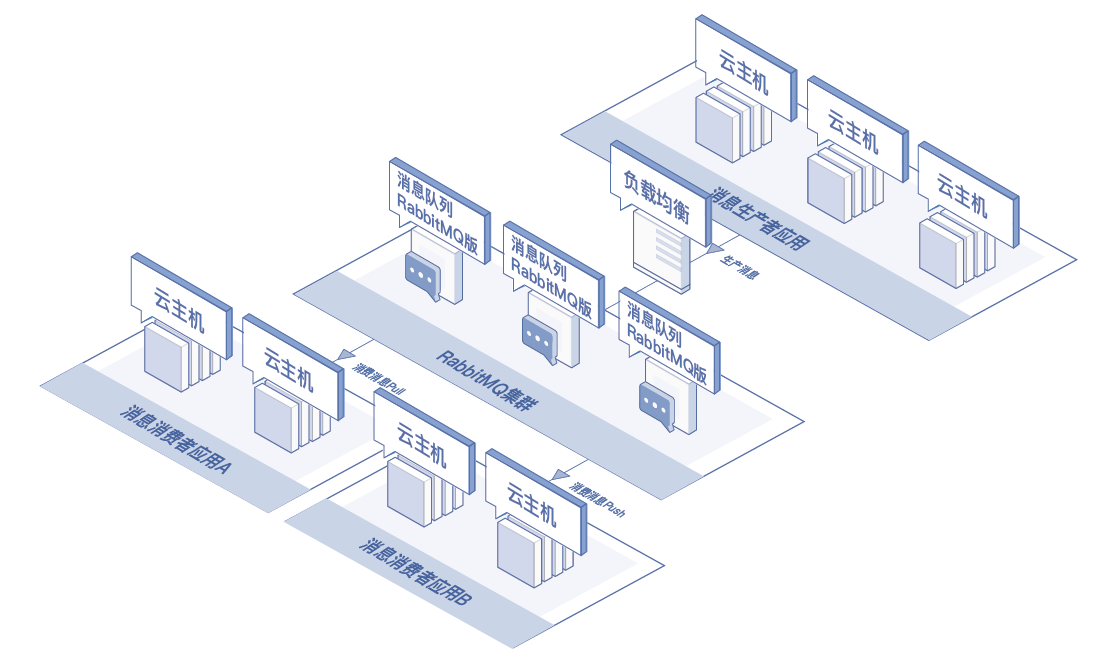 云主机
云主机
云主机
消息生产者应用
负载均衡
生产消息
消息队列
RabbitMQ版
消息队列
RabbitMQ版
消息队列
RabbitMQ版
RabbitMQ集群
消费消息Pull
消费消息Push
云主机
云主机
消息消费者应用A
云主机
云主机
消息消费者应用B